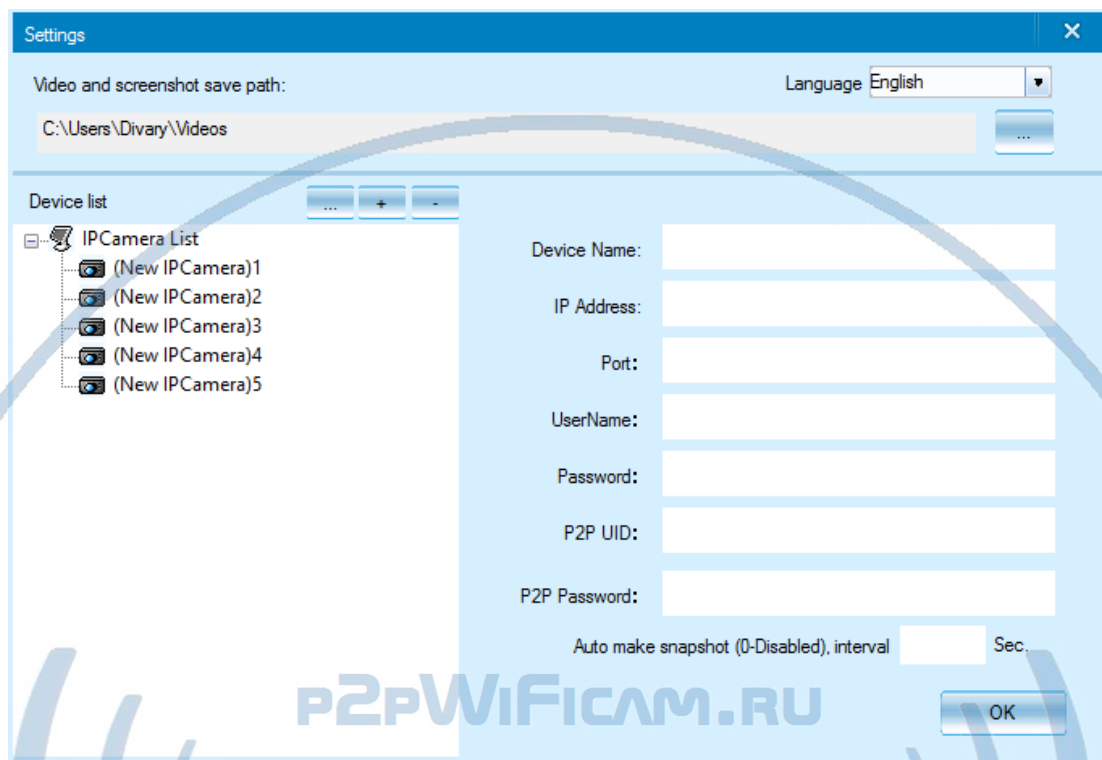 Settings
Video and screenshot save path:
Language English
C:\Users\Divary\Videos
...
Device list
... + -
IPCamera List
(New IPCamera)1
(New IPCamera)2
(New IPCamera)3
(New IPCamera)4
(New IPCamera)5
Device Name:
IP Address:
Port:
UserName:
Password:
P2P UID:
P2P Password:
Auto make snapshot (0-Disabled), interval Sec.
P2PWIFICAM.RU
OK